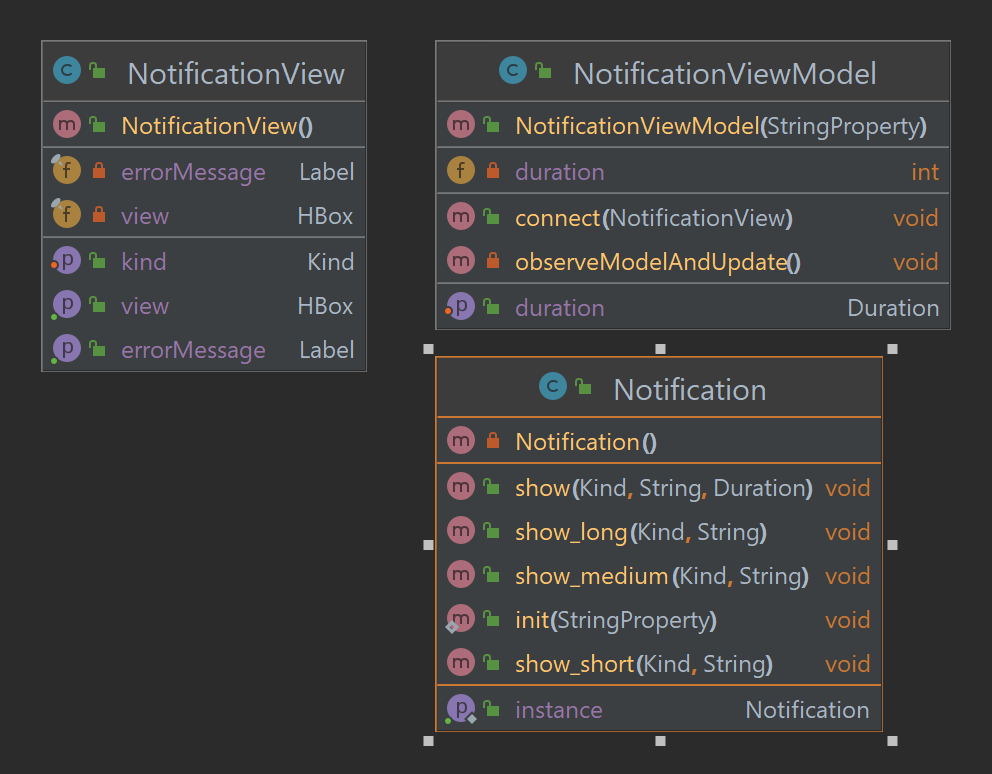 NotificationView
NotificationView()
errorMessage Label
view HBox
kind Kind
view HBox
errorMessage Label
NotificationViewModel
NotificationViewModel(StringProperty)
duration int
connect(NotificationView) void
observeModelAndUpdate() void
duration Duration
Notification
Notification()
show(Kind, String, Duration) void
show_long(Kind, String) void
show_medium(Kind, String) void
init(StringProperty) void
show_short(Kind, String) void
instance Notification